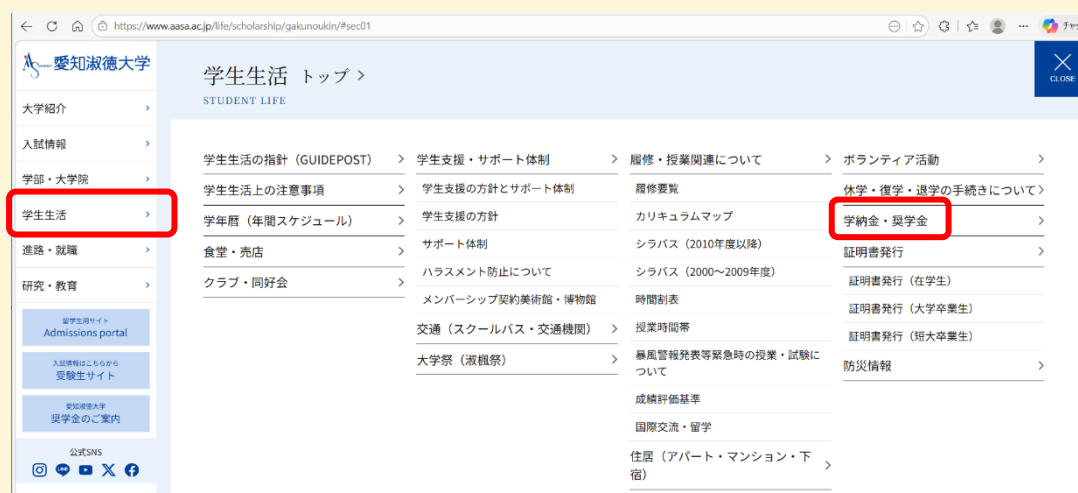 https://www.aasa.ac.jp/life/scholarship/gakunoukin/#sec01
愛知淑徳大学
大学紹介
入試情報
学部・大学院
学生生活
進路・就職
研究・教育
留学生用サイト
Admissions portal
入試情報はこちらから
受験生サイト
愛知淑徳大学
奨学金のご案内
公式SNS
学生生活 トップ
STUDENT LIFE
CLOSE
学生生活の指針（GUIDEPOST）
学生生活上の注意事項
学年暦（年間スケジュール）
食堂・売店
クラブ・同好会
学生支援・サポート体制
学生支援の方針とサポート体制
学生支援の方針
サポート体制
ハラスメント防止について
メンバーシップ契約美術館・博物館
交通（スクールバス・交通機関）
大学祭（淑楓祭）
履修・授業関連について
履修要覧
カリキュラムマップ
シラバス（2010年度以降）
シラバス（2000～2009年度）
時間割表
授業時間帯
暴風警報発表等緊急時の授業・試験に
ついて
成績評価基準
国際交流・留学
住居（アパート・マンション・下
宿）
ボランティア活動
休学・復学・退学の手続きについて
学納金・奨学金
証明書発行
証明書発行（在学生）
証明書発行（大学卒業生）
証明書発行（短大卒業生）
防災情報